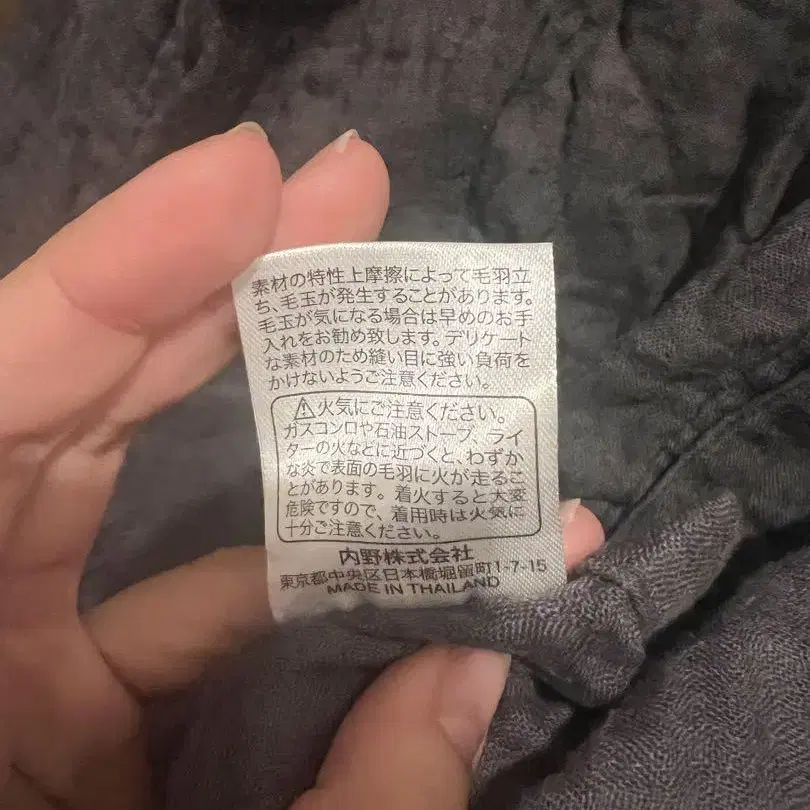 素材の特性上摩擦によって毛羽立
ち、毛玉が発生することがあります。
毛玉が気になる場合は早めのお手
入れをお勧め致します。デリケート
な素材のため縫い目に強い負荷を
かけないようご注意ください。
⚠火気にご注意ください。
ガスコンロや石油ストーブ、ライ
ターの火などに近づくと、わずか
な炎で表面の毛羽に火が走るこ
とがあります。着火すると大変
危険ですので、着用時は火気に
十分ご注意ください。
内野株式会社
東京都中央区日本橋堀留町1-7-15
MADE IN THAILAND